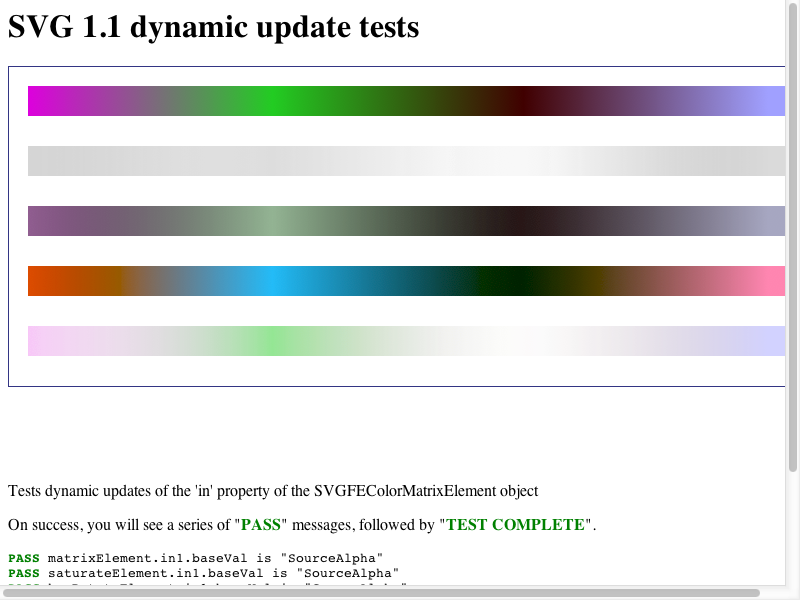 SVG 1.1 dynamic update tests
Tests dynamic updates of the 'in' property of the SVGFEColorMatrixElement object
On success, you will see a series of "PASS" messages, followed by "TEST COMPLETE".
PASS matrixElement.in1.baseVal is "SourceAlpha"
PASS saturateElement.in1.baseVal is "SourceAlpha"